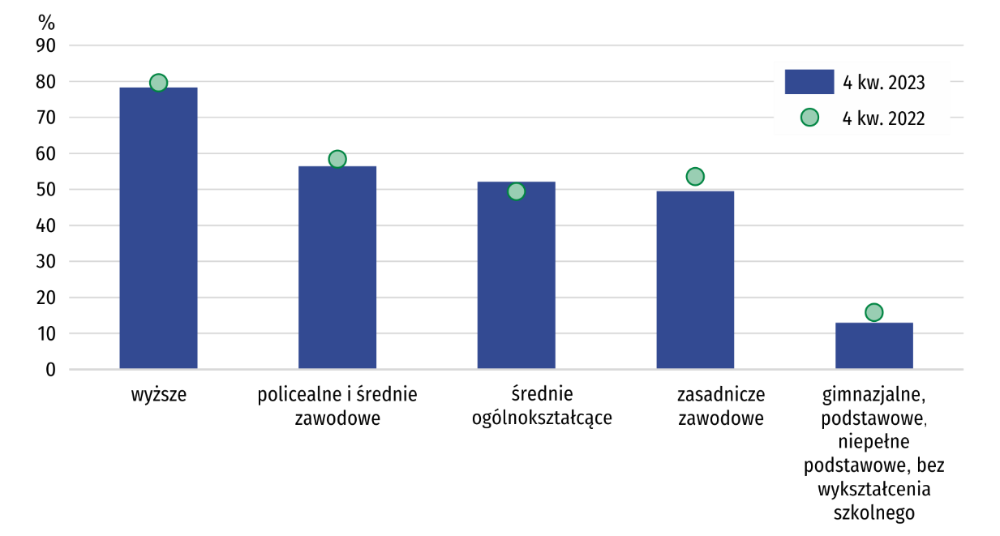 %
90
80
70
60
50
40
30
20
10
0
4 kw. 2023
4 kw. 2022
wyższe
policealne i średnie
zawodowe
średnie
ogólnokształcące
zasadnicze
zawodowe
gimnazjalne,
podstawowe,
niepełne
podstawowe, bez
wykształcenia
szkolnego